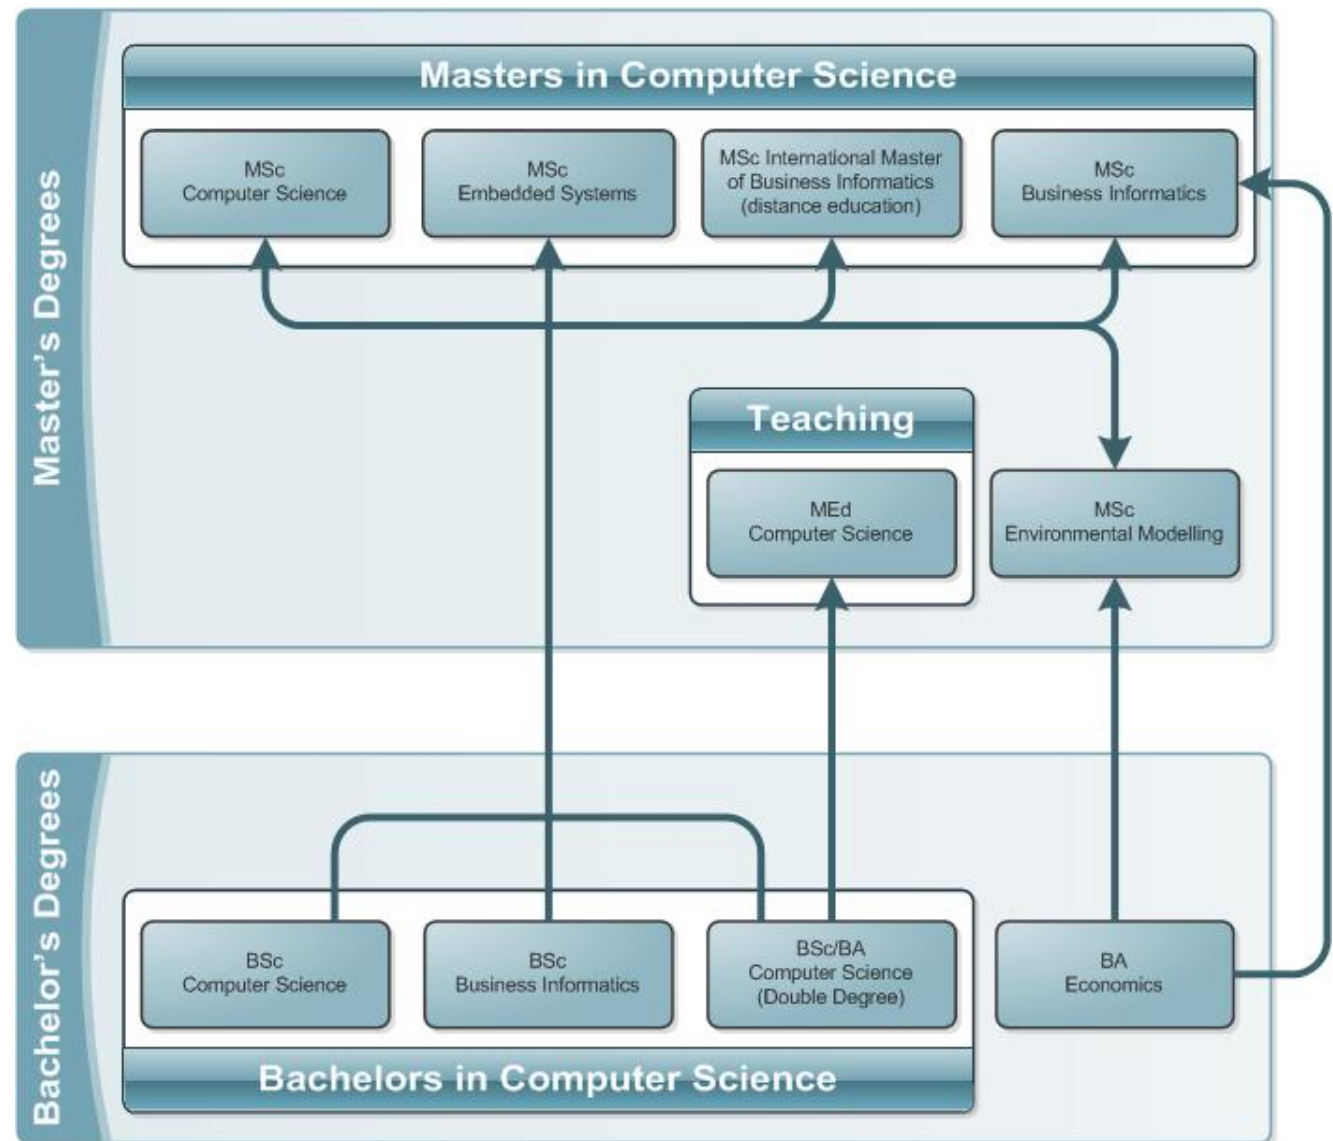 Master's Degrees
Masters in Computer Science
MSc
Computer Science
MSc
Embedded Systems
MSc International Master
of Business Informatics
(distance education)
MSc
Business Informatics
Teaching
MEd
Computer Science
MSc
Environmental Modelling
Bachelor's Degrees
BSc
Computer Science
BSc
Business Informatics
BSc/BA
Computer Science
(Double Degree)
BA
Economics
Bachelors in Computer Science